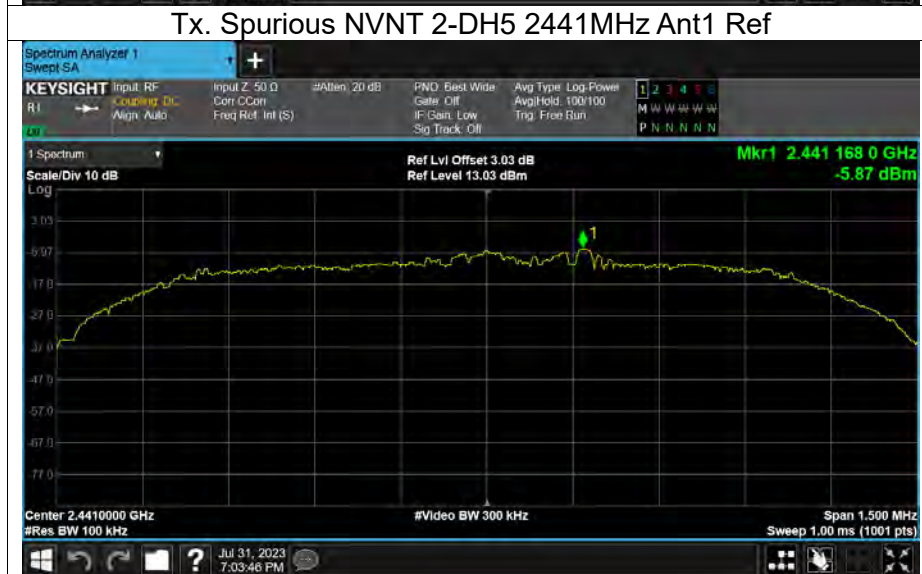 Tx. Spurious NVNT 2-DH5 2441MHz Ant1 Ref
Spectrum Analyzer 1
Swept SA
+
KEYSIGHT
Input: RF
Coupling: DC
Align: Auto
Input Z: 50 Ω
Corr CCorr
Freq Ref: Int (S)
#Atten: 20 dB
PNO: Best Wide
Gate: Off
IF Gain: Low
Sig Track: Off
Avg Type: Log-Power
Avg|Hold: 100/100
Trig: Free Run
1 2 3 4 5 6
M W W W W W
P N N N N N
1 Spectrum
Scale/Div 10 dB
Log
Ref Lvl Offset 3.03 dB
Ref Level 13.03 dBm
Mkr1 2.441 168 0 GHz
-5.87 dBm
3.03
-6.97
-17.0
-27.0
-37.0
-47.0
-57.0
-67.0
-77.0
1
Center 2.4410000 GHz
#Res BW 100 kHz
#Video BW 300 kHz
Span 1.500 MHz
Sweep 1.00 ms (1001 pts)
?
Jul 31, 2023
7:03:46 PM